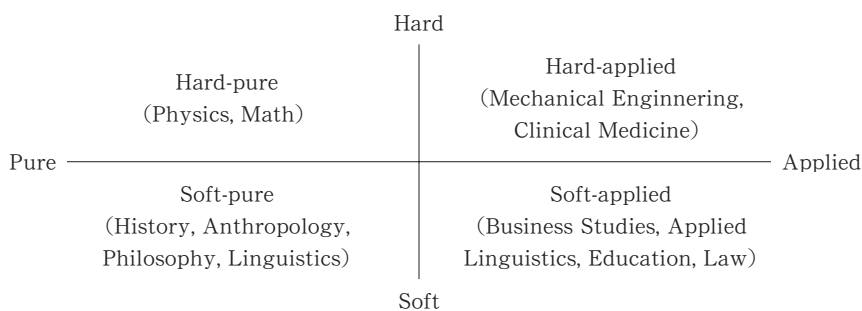 Hard
Hard-pure
(Physics, Math)
Hard-applied
(Mechanical Enginnering,
Clinical Medicine)
Pure
Applied
Soft-pure
(History, Anthropology,
Philosophy, Linguistics)
Soft-applied
(Business Studies, Applied
Linguistics, Education, Law)
Soft